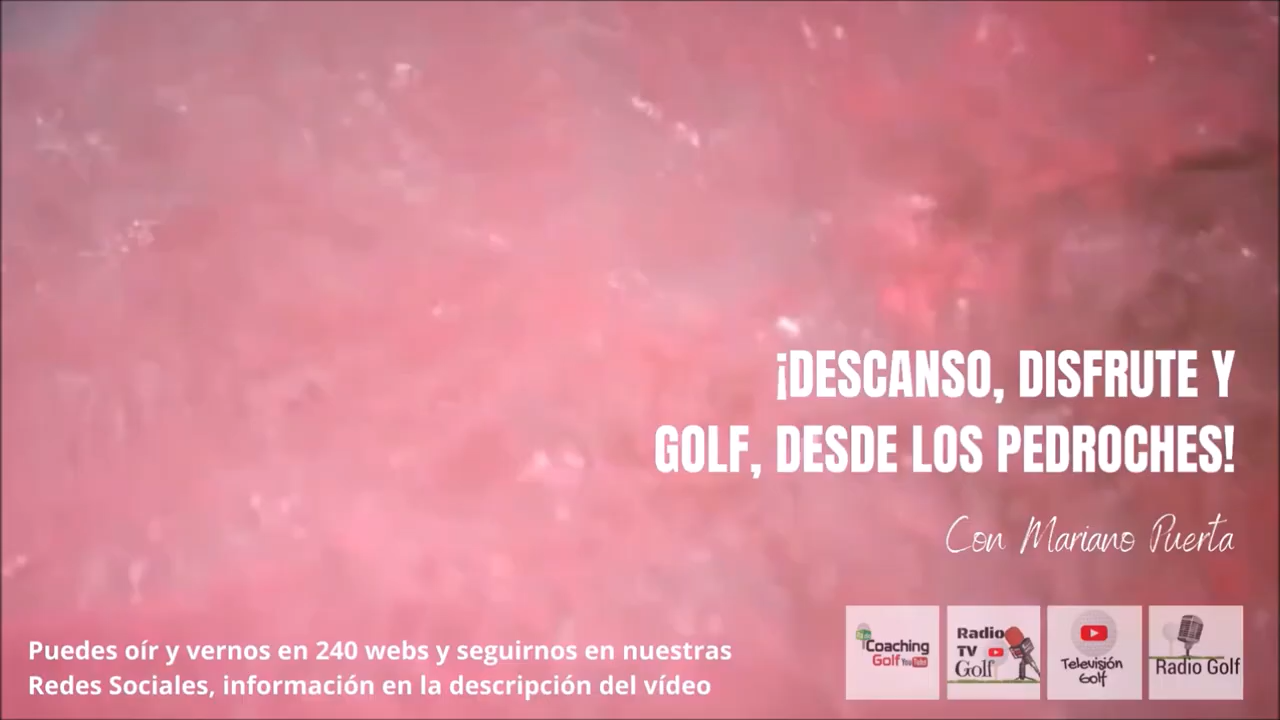 ¡DESCANSO, DISFRUTE Y
GOLF, DESDE LOS PEDROCHES!
Con Mariano Puerta
Puedes oír y vernos en 240 webs y seguirnos en nuestras
Redes Sociales, información en la descripción del vídeo
Coaching
Golf YouTube
Radio
TV
Golf
Televisión
Golf
Radio Golf